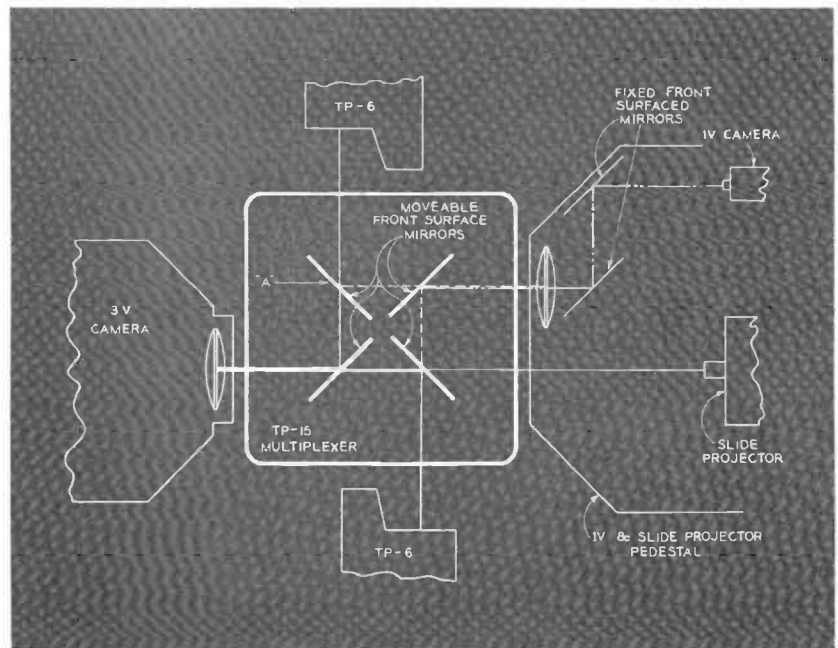 TP-6
FIXED FRONT
SURFACED
MIRRORS
1V CAMERA
MOVEABLE
FRONT SURFACE
MIRRORS
"A"
3V
CAMERA
TP-15
MULTIPLEXER
SLIDE
PROJECTOR
TP-6
1V & SLIDE PROJECTOR
PEDESTAL